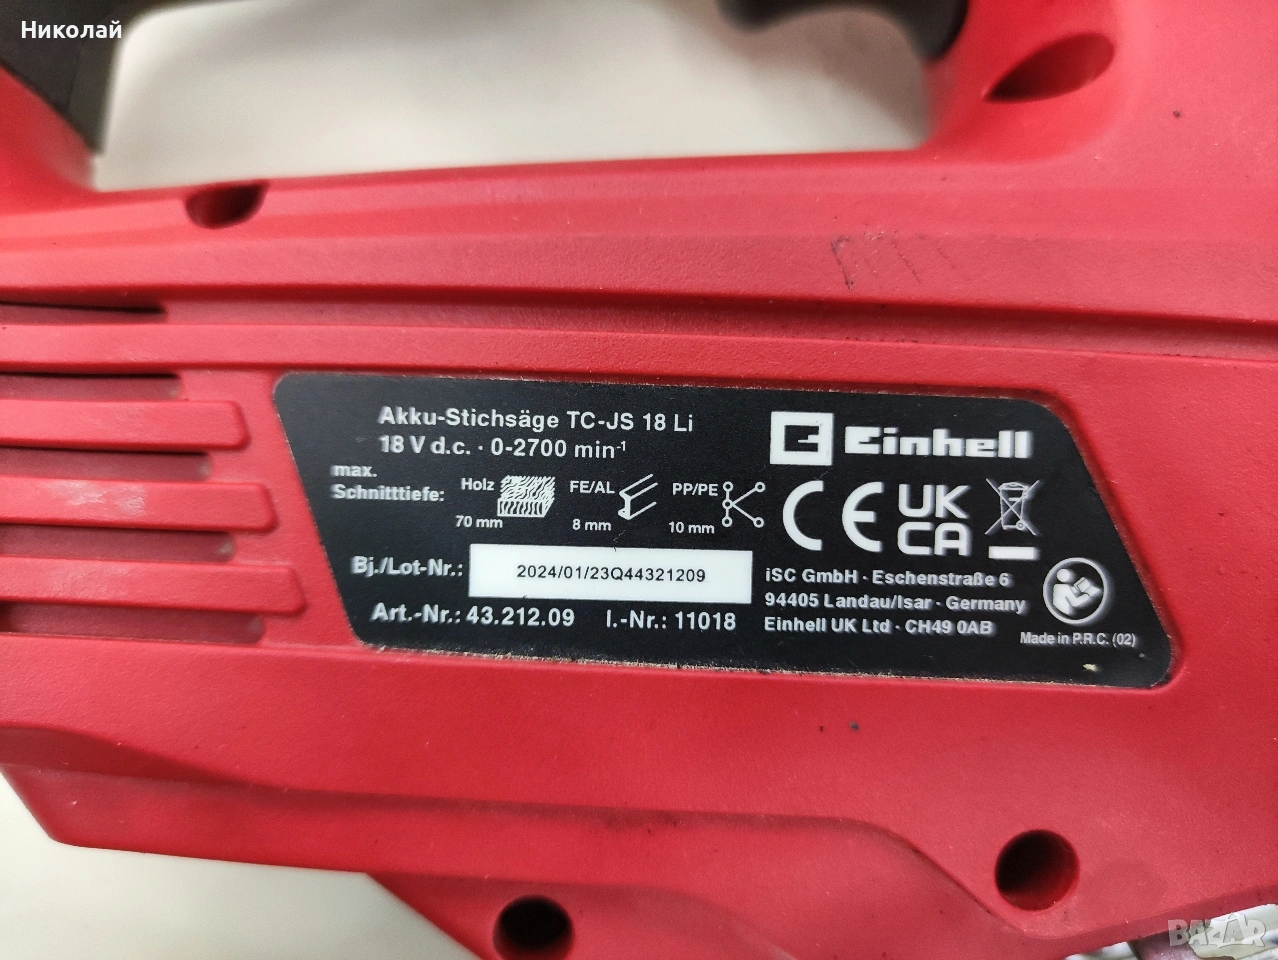 Николай
Akku-Stichsäge TC-JS 18 Li
18 V d.c. · 0-2700 min⁻¹
max.
Schnitttiefe:
Holz
70 mm
FE/AL
8 mm
PP/PE
10 mm
Einhell
CE
UK
CA
Bj./Lot-Nr.:
2024/01/23Q44321209
Art.-Nr.: 43.212.09 I.-Nr.: 11018
iSC GmbH · Eschenstraße 6
94405 Landau/Isar · Germany
Einhell UK Ltd · CH49 0AB
Made in P.R.C. (02)
BAZAR